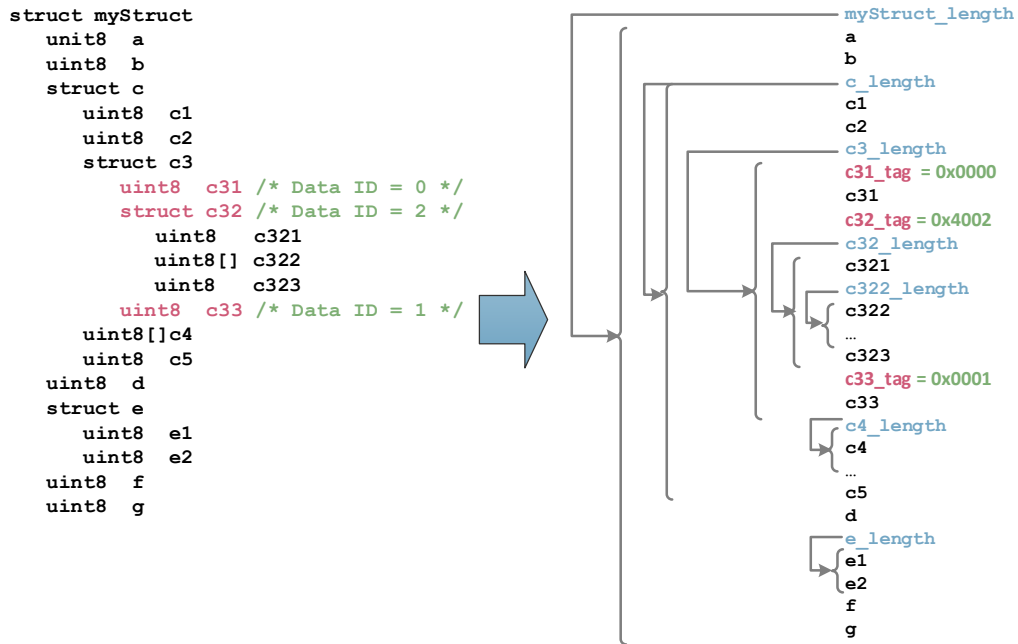 struct myStruct
unit8 a
uint8 b
struct c
uint8 c1
uint8 c2
struct c3
uint8 c31 /* Data ID = 0 */
struct c32 /* Data ID = 2 */
uint8 c321
uint8[] c322
uint8 c323
uint8 c33 /* Data ID = 1 */
uint8[]c4
uint8 c5
uint8 d
struct e
uint8 e1
uint8 e2
uint8 f
uint8 g
myStruct_length
a
b
c_length
c1
c2
c3_length
c31_tag = 0x0000
c31
c32_tag = 0x4002
c32_length
c321
c322_length
c322
…
c323
c33_tag = 0x0001
c33
c4_length
c4
…
c5
d
e_length
e1
e2
f
g